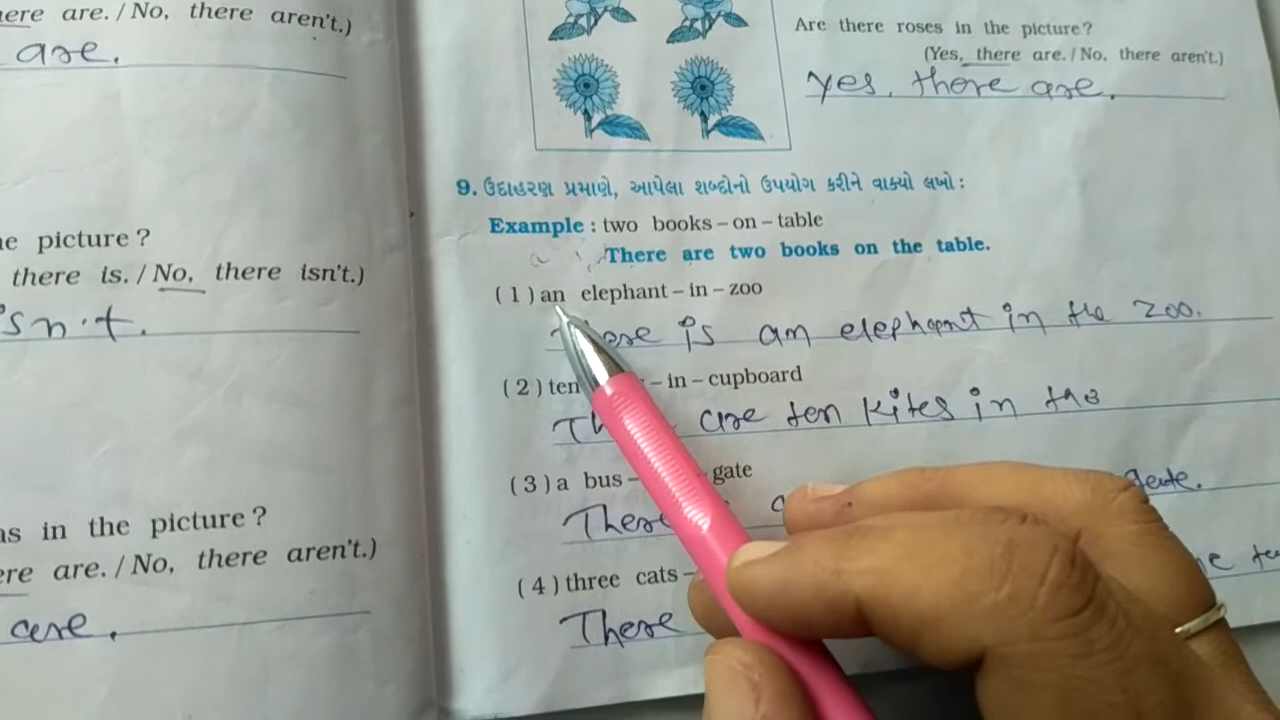 ere are./No, there aren't.)
are.
e picture?
there is./No, there isn't.)
isn't.
as in the picture?
ere are./No, there aren't.)
are.
Are there roses in the picture?
(Yes, there are./No, there aren't.)
yes, there are.
9. ઉદાહરણ પ્રમાણે, આપેલા શબ્દોનો ઉપયોગ કરીને વાક્યો લખો :
Example : two books – on – table
There are two books on the table.
(1) an elephant – in – zoo
is an elephant in the zoo.
(2) ten – in – cupboard
are ten kites in the
(3) a bus – gate
There gate.
(4) three cats –
There